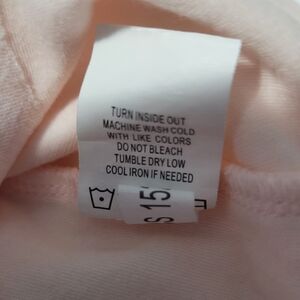 TURN INSIDE OUT
MACHINE WASH COLD
WITH LIKE COLORS
DO NOT BLEACH
TUMBLE DRY LOW
COOL IRON IF NEEDED
S 15